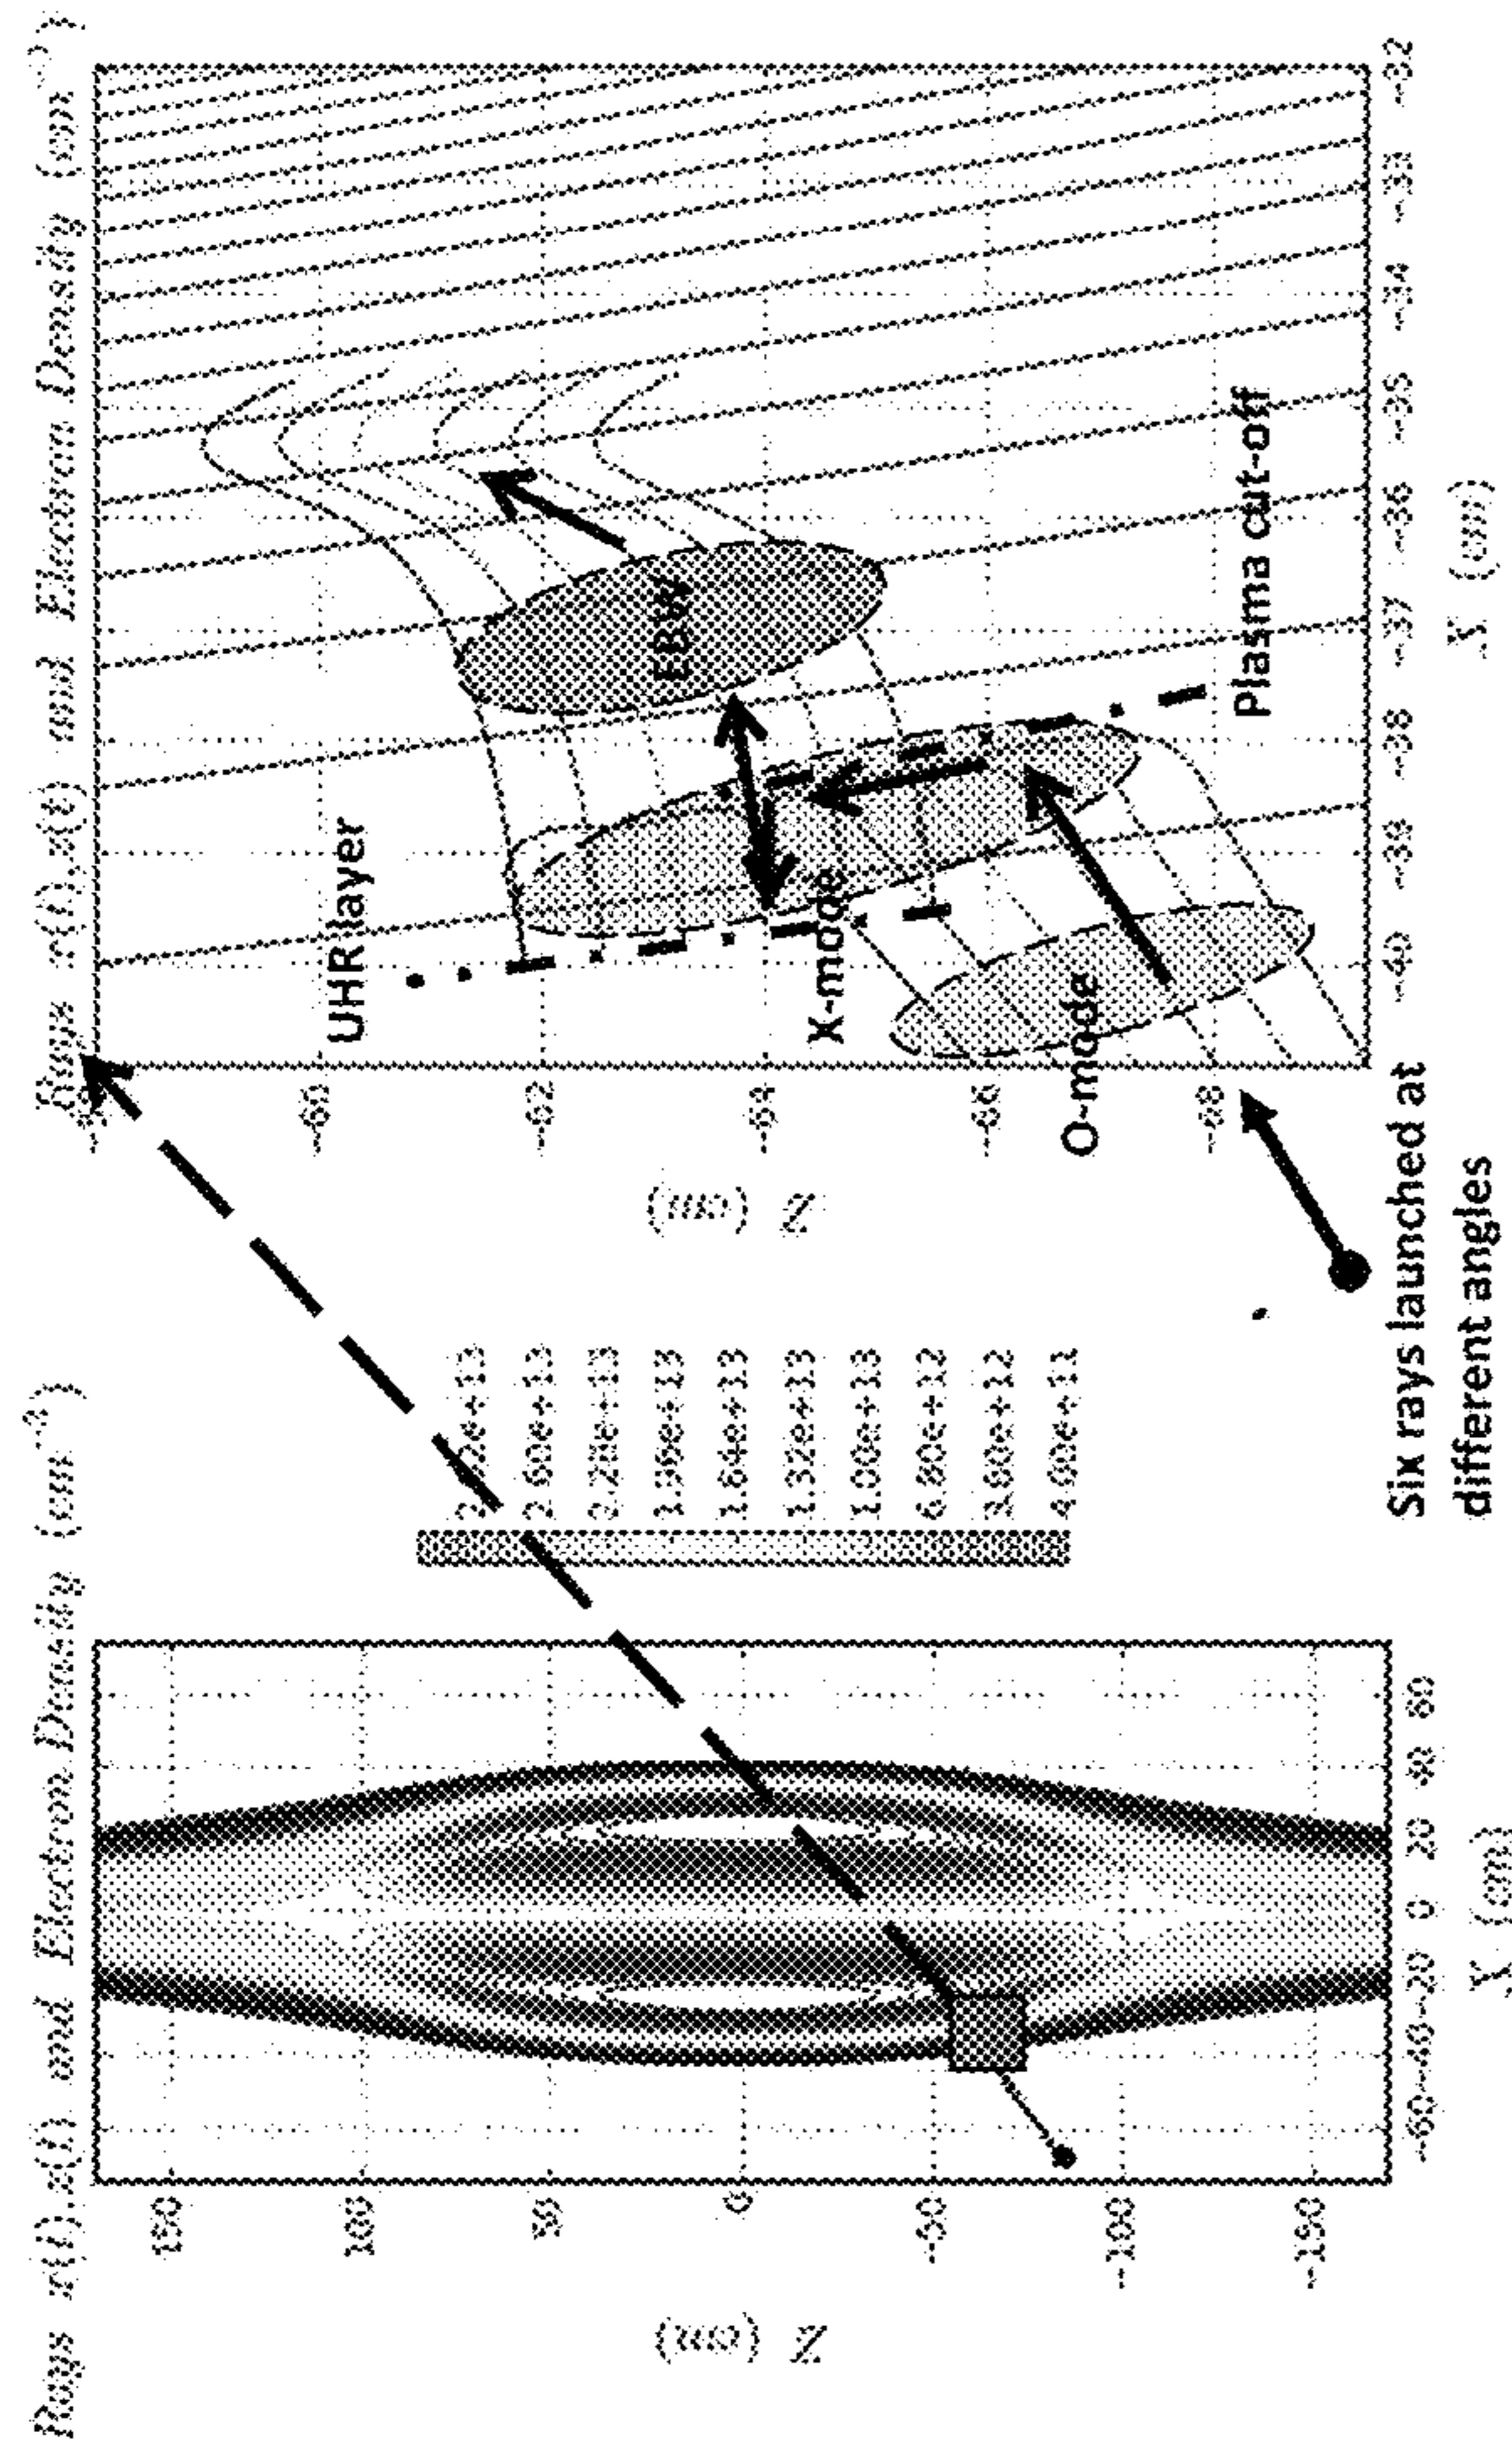 Rays r(t).z(t) and Electron Density (cm⁻³)
Z (cm)
150
100
50
0
-50
-100
-150
-60 -40 -20 0 20 40 60
X (cm)
2.60e+13
2.28e+13
1.96e+13
1.64e+13
1.32e+13
1.00e+13
6.80e+12
3.60e+12
4.00e+11
r(t).z(t) and Electron Density
Z (cm)
-60
-62
-64
-66
-68
-40 -39 -38 -37 -36 -35 -34 -33 -32
X (cm)
UHR layer
X-mode
O-mode
EBW
Plasma cut-off
Six rays launched at
different angles